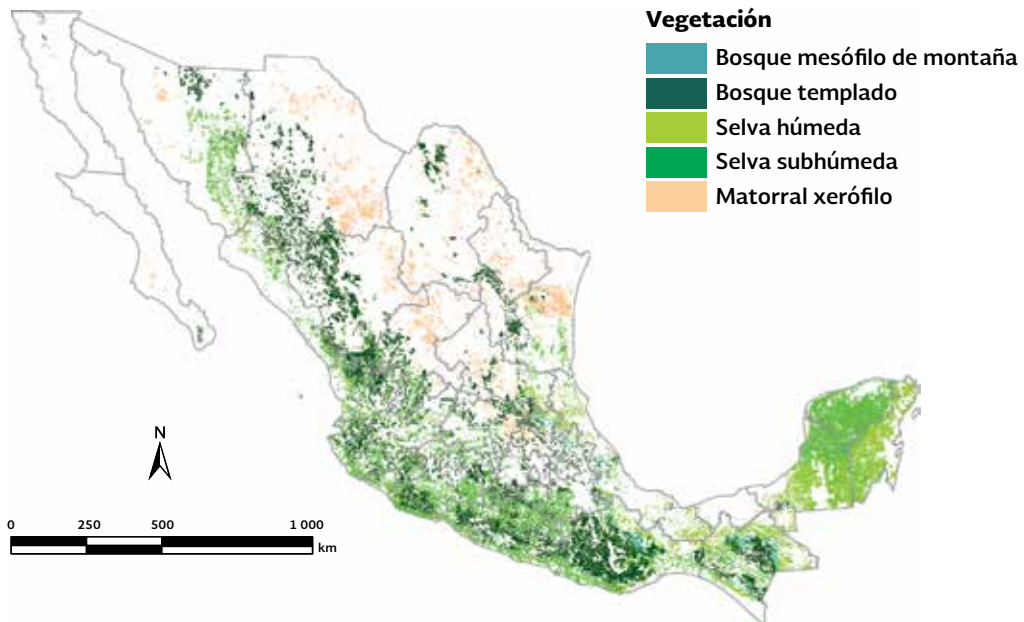 Vegetación
Bosque mesófilo de montaña
Bosque templado
Selva húmeda
Selva subhúmeda
Matorral xerófilo
N
0 250 500 1 000
km